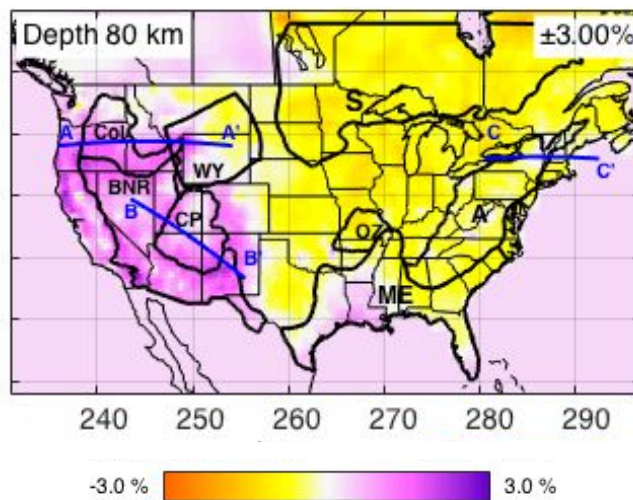 Depth 80 km ±3.00%
S
A Col A' C
WY C'
BNR
B CP A
OZ
B'
ME
240 250 260 270 280 290
-3.0 % 3.0 %